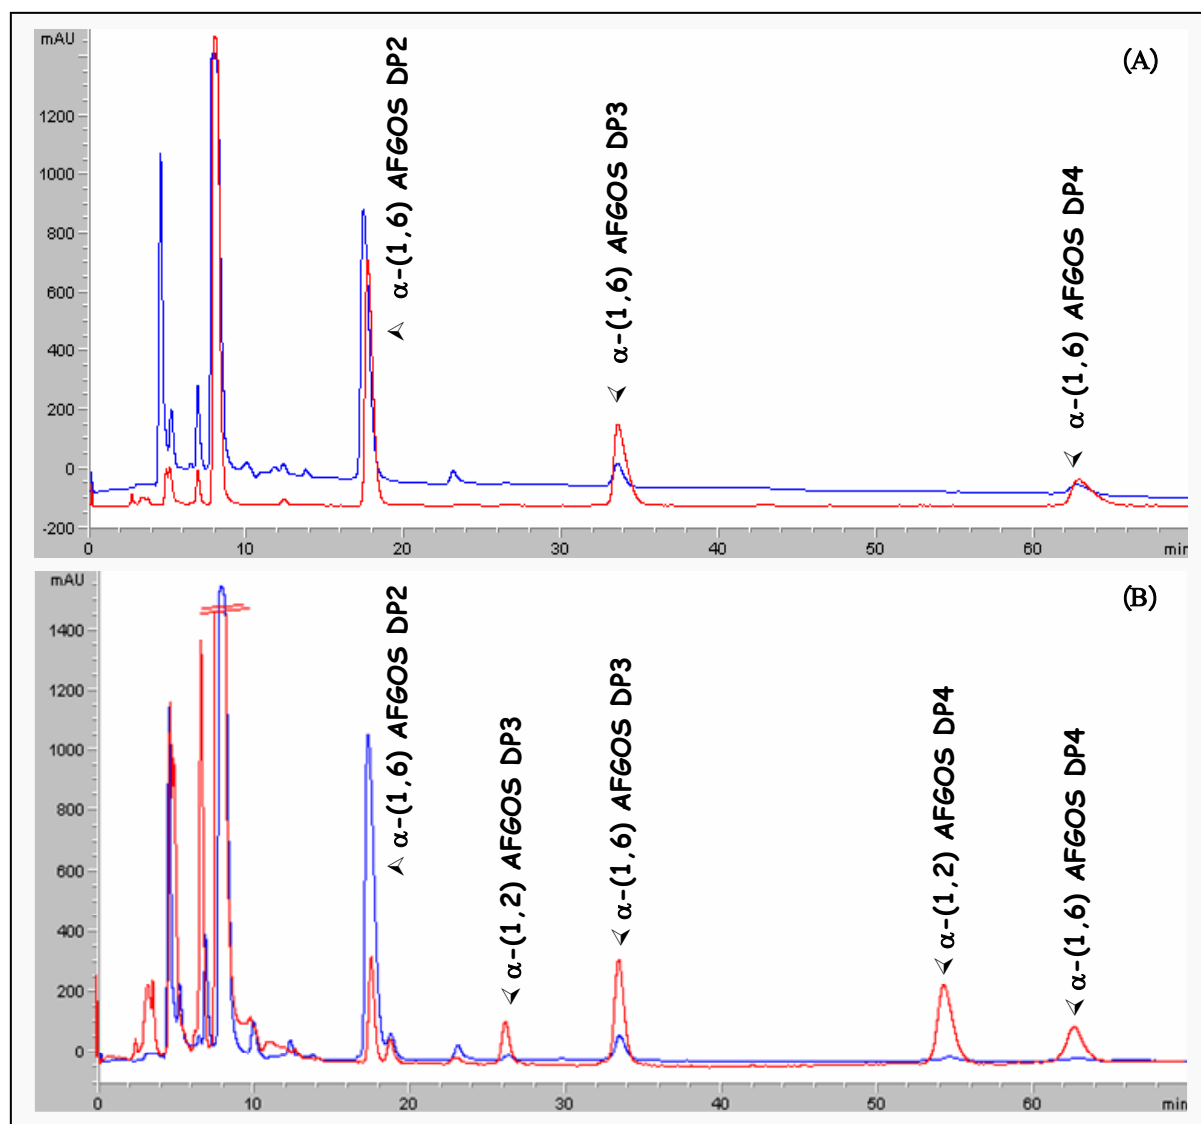 mAU
(A)
1200
1000
800
600
400
200
0
-200
α-(1,6) AFGOS DP2
α-(1,6) AFGOS DP3
α-(1,6) AFGOS DP4
0 10 20 30 40 50 60 min
mAU
(B)
1400
1200
1000
800
600
400
200
0
α-(1,6) AFGOS DP2
α-(1,2) AFGOS DP3
α-(1,6) AFGOS DP3
α-(1,2) AFGOS DP4
α-(1,6) AFGOS DP4
0 10 20 30 40 50 60 min